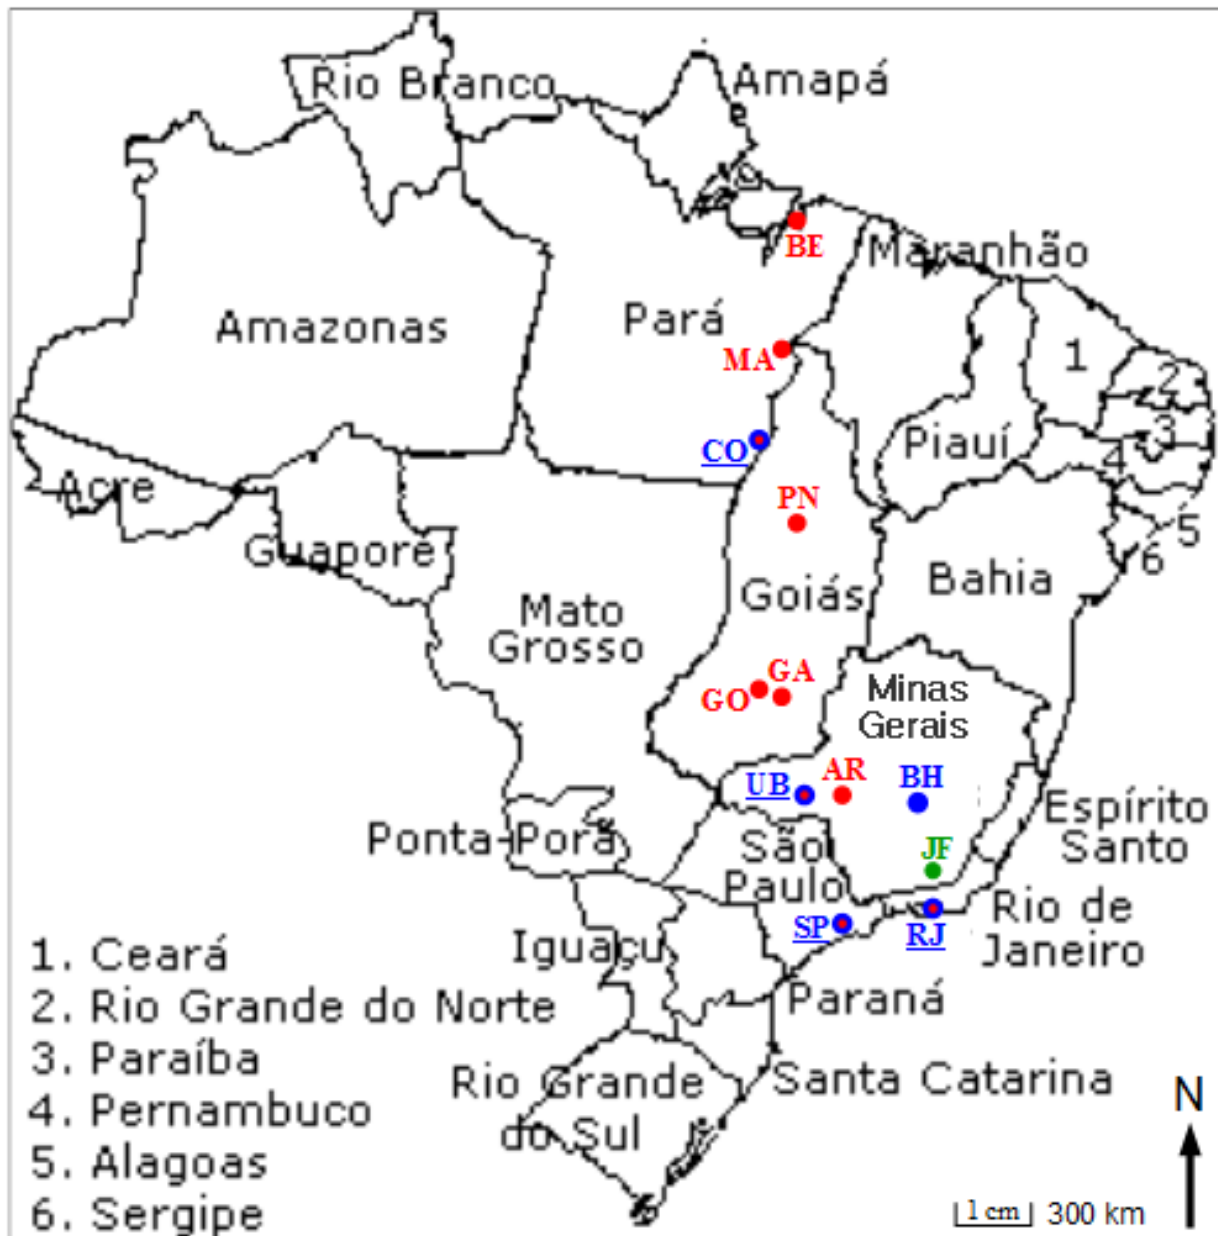 Rio Branco
Amapá
BE
Maranhão
Pará
Amazonas
MA
1
2
3
CO
Piauí
4
Acre
PN
5
Guaporé
6
Goiás
Bahia
Mato
Grosso
GA
GO
Minas
Gerais
UB
AR
BH
Espírito
Santo
Ponta-Porã
São
Paulo
JF
SP
RJ
Rio de
Janeiro
Iguaçu
Paraná
Rio Grande
do Sul
Santa Catarina
1. Ceará
2. Rio Grande do Norte
3. Paraíba
4. Pernambuco
5. Alagoas
6. Sergipe
N
1 cm 300 km